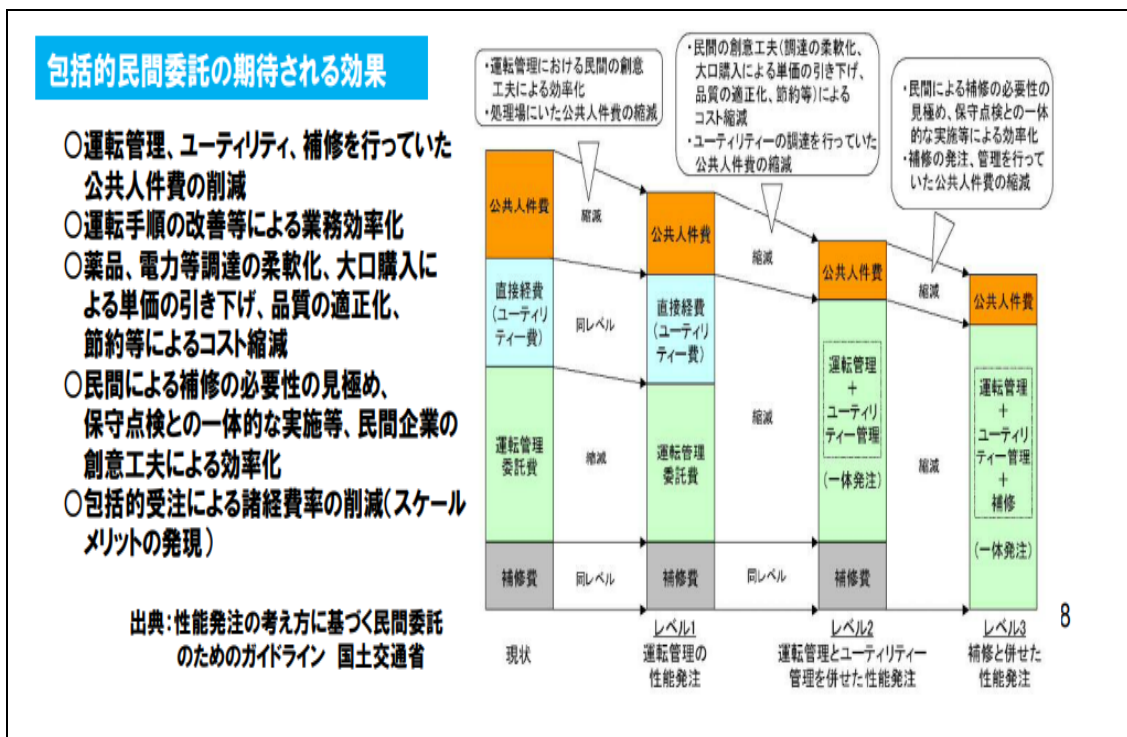 包括的民間委託の期待される効果
○運転管理、ユーティリティ、補修を行っていた
公共人件費の削減
○運転手順の改善等による業務効率化
○薬品、電力等調達の柔軟化、大口購入に
よる単価の引き下げ、品質の適正化、
節約等によるコスト縮減
○民間による補修の必要性の見極め、
保守点検との一体的な実施等、民間企業の
創意工夫による効率化
○包括的受注による諸経費率の削減(スケール
メリットの発現)
出典:性能発注の考え方に基づく民間委託
のためのガイドライン 国土交通省
・運転管理における民間の創意
工夫による効率化
・処理場にいた公共人件費の縮減
・民間の創意工夫(調達の柔軟化、
大口購入による単価の引き下げ、
品質の適正化、節約等)による
コスト縮減
・ユーティリティーの調達を行っていた
公共人件費の縮減
・民間による補修の必要性の
見極め、保守点検との一体
的な実施等による効率化
・補修の発注、管理を行って
いた公共人件費の縮減
公共人件費
直接経費
(ユーティリ
ティー費)
運転管理
委託費
補修費
現状
縮減
同レベル
縮減
同レベル
公共人件費
直接経費
(ユーティリ
ティー費)
運転管理
委託費
補修費
レベル1
運転管理の
性能発注
縮減
縮減
同レベル
公共人件費
運転管理
+
ユーティリ
ティー管理
(一体発注)
補修費
レベル2
運転管理とユーティリティー
管理を併せた性能発注
縮減
縮減
公共人件費
運転管理
+
ユーティリ
ティー管理
+
補修
(一体発注)
レベル3
補修と併せた
性能発注
8